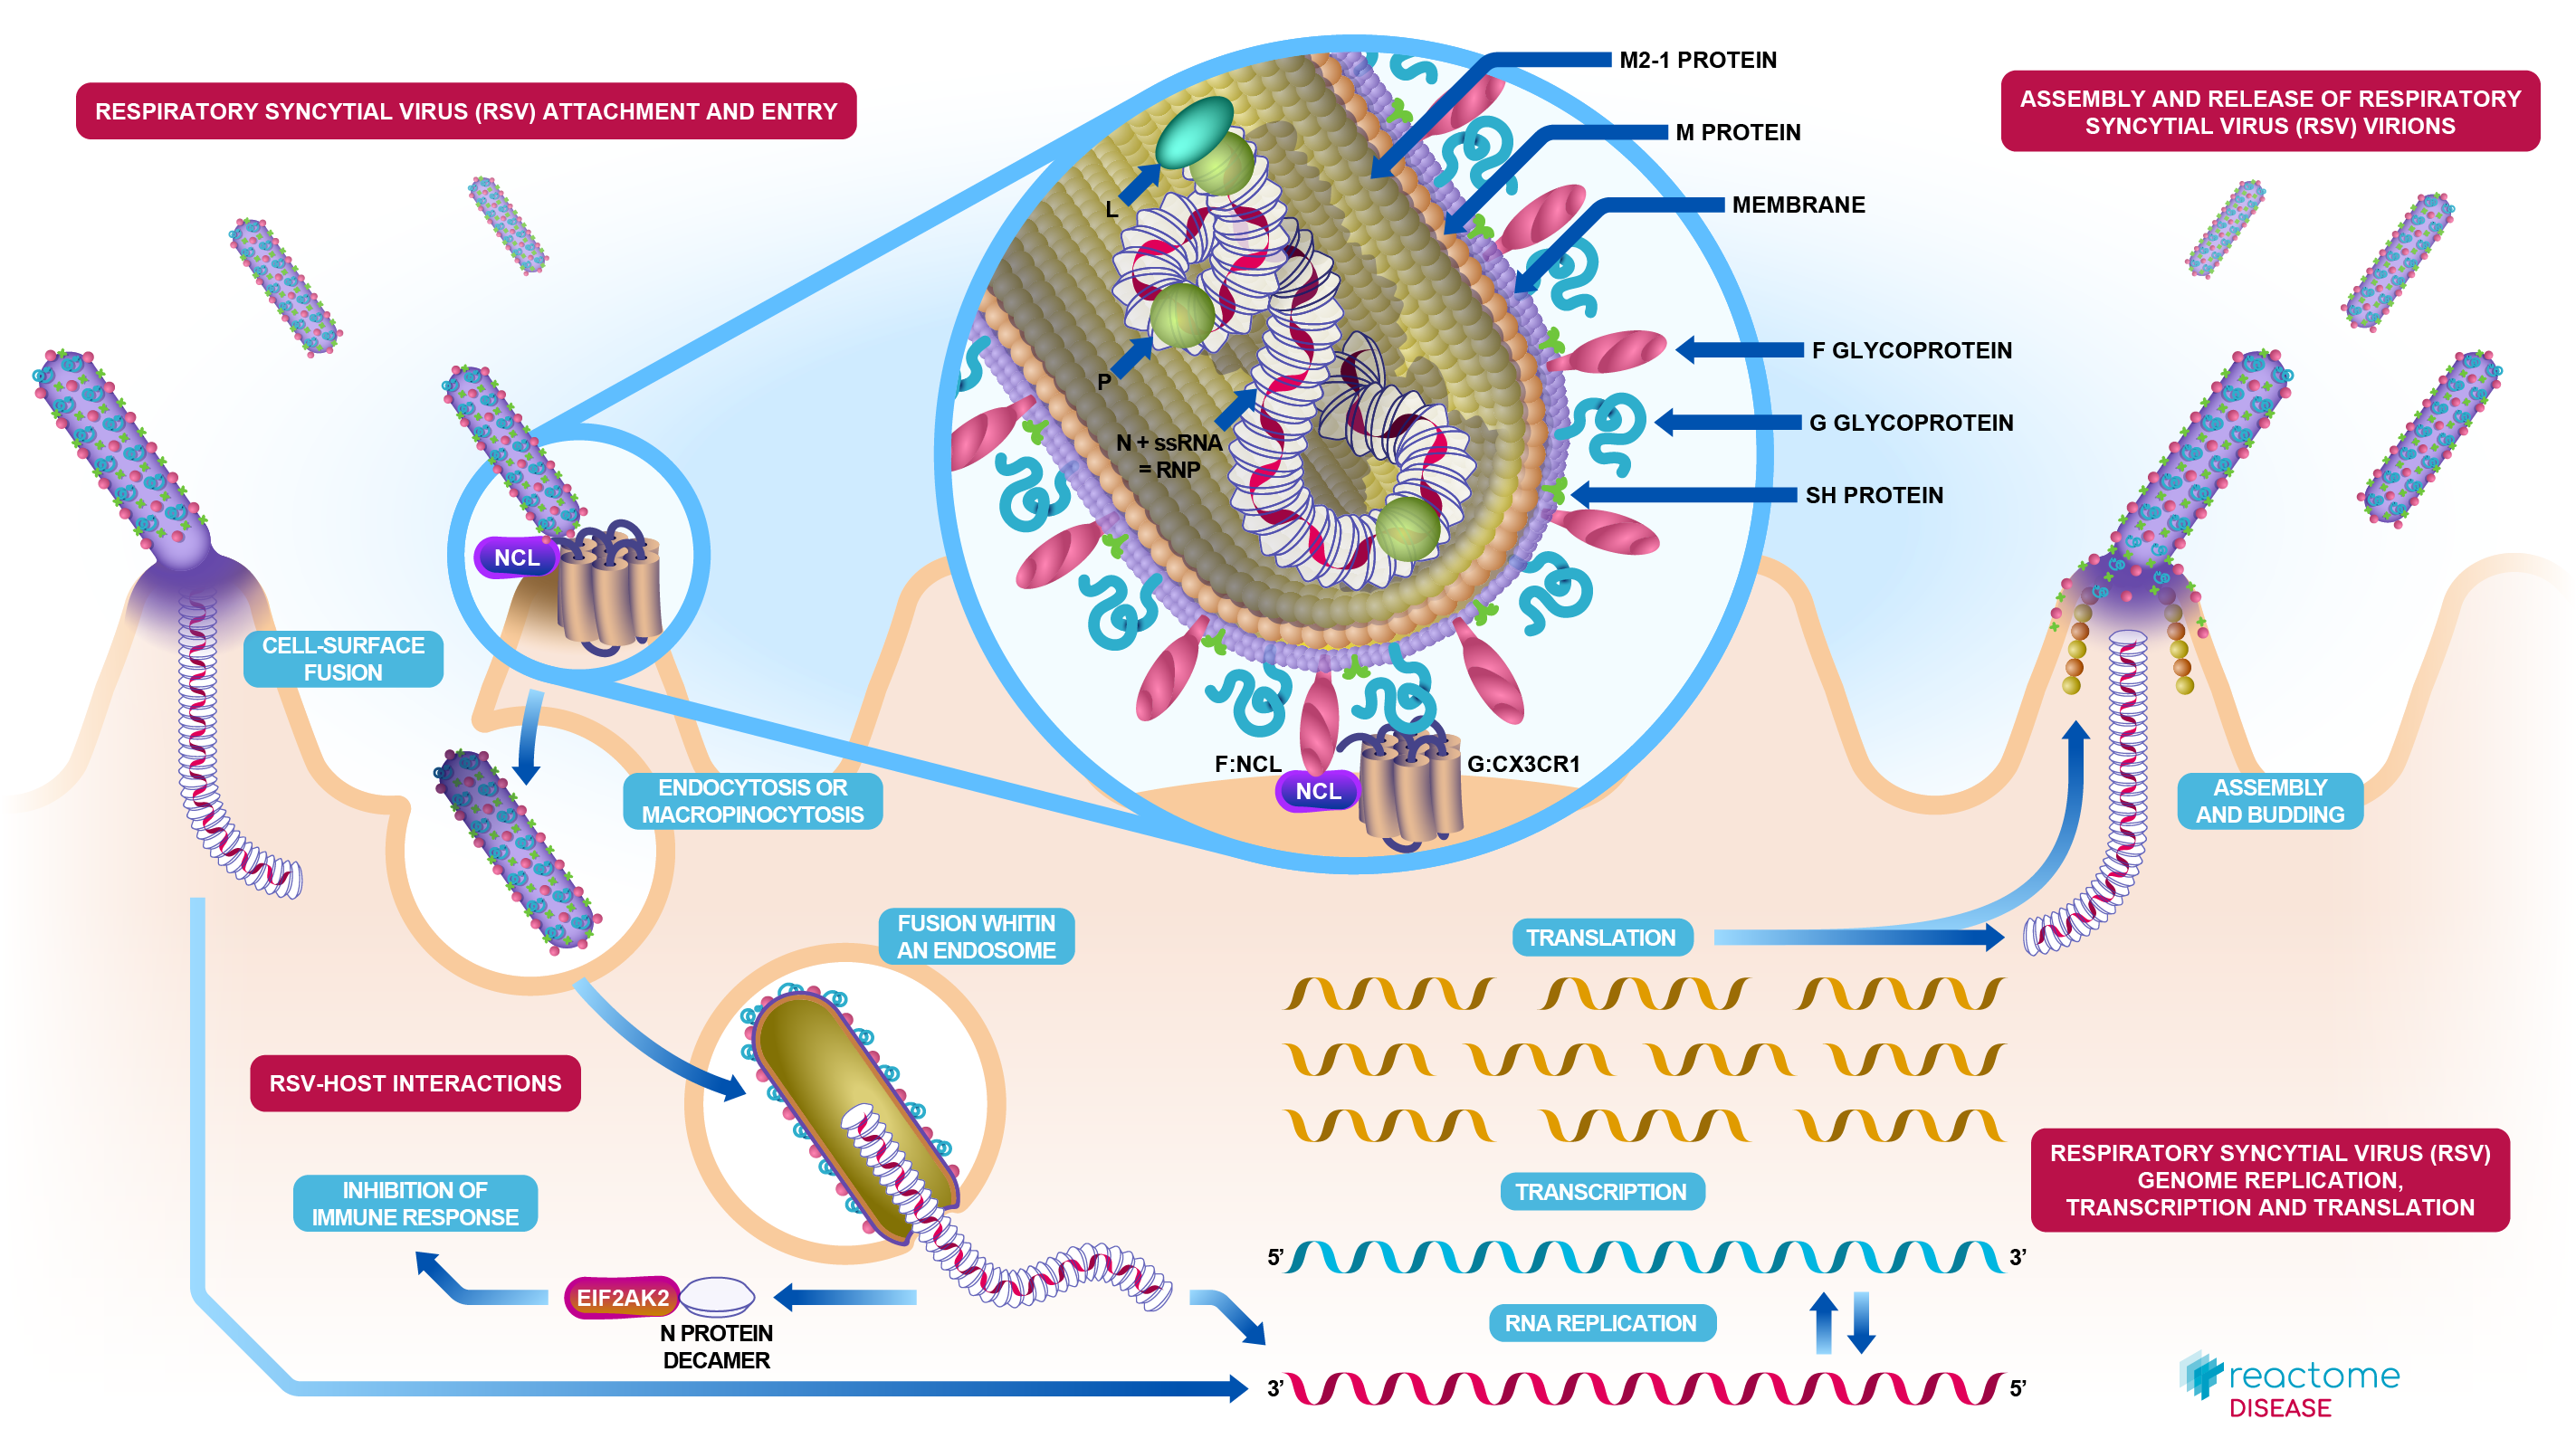 RESPIRATORY SYNCYTIAL VIRUS (RSV) ATTACHMENT AND ENTRY
M2-1 PROTEIN
M PROTEIN
MEMBRANE
F GLYCOPROTEIN
G GLYCOPROTEIN
SH PROTEIN
L
P
N + ssRNA
= RNP
F:NCL
NCL
G:CX3CR1
ASSEMBLY AND RELEASE OF RESPIRATORY
SYNCYTIAL VIRUS (RSV) VIRIONS
NCL
CELL-SURFACE
FUSION
ENDOCYTOSIS OR
MACROPINOCYTOSIS
ASSEMBLY
AND BUDDING
FUSION WHITIN
AN ENDOSOME
TRANSLATION
RSV-HOST INTERACTIONS
INHIBITION OF
IMMUNE RESPONSE
EIF2AK2
N PROTEIN
DECAMER
RESPIRATORY SYNCYTIAL VIRUS (RSV)
GENOME REPLICATION,
TRANSCRIPTION AND TRANSLATION
TRANSCRIPTION
5’ 3’
RNA REPLICATION
3’ 5’
reactome
DISEASE